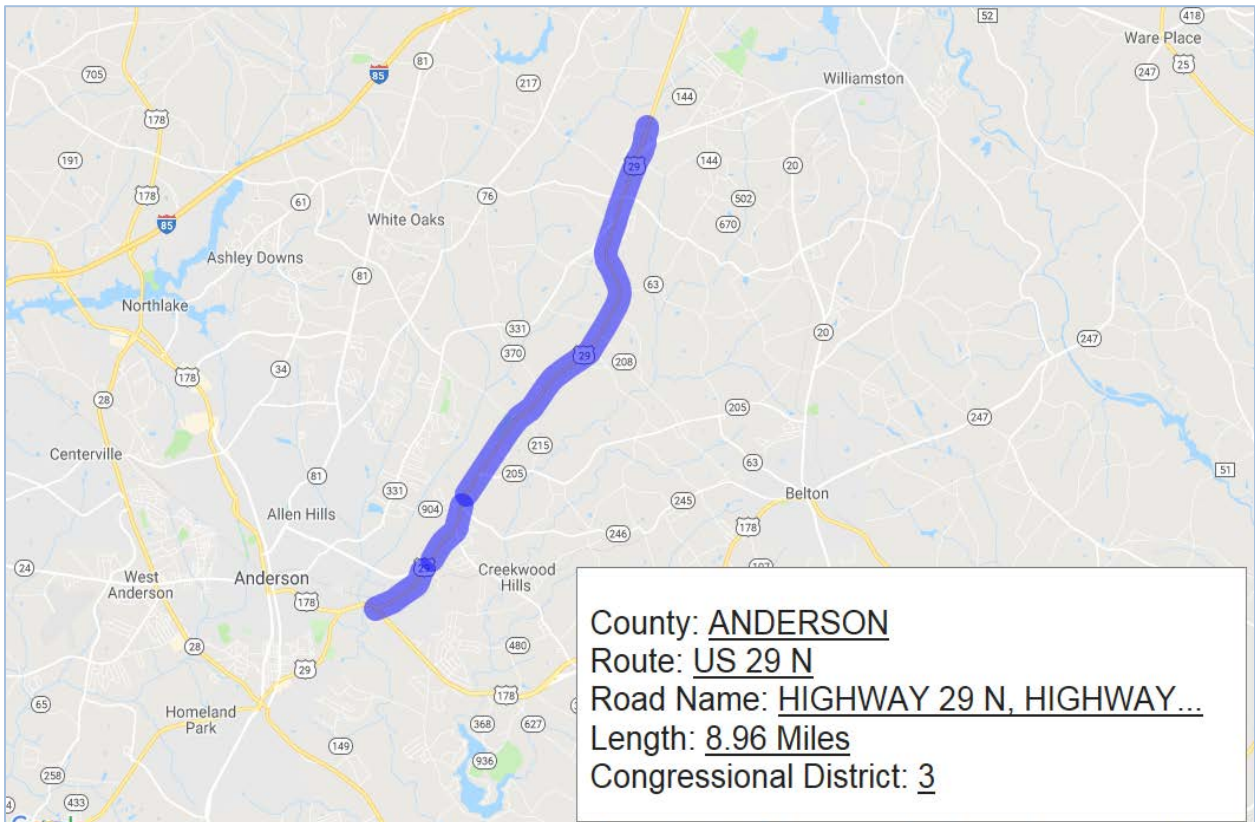 52
418
Ware Place
81
Williamston
247
25
85
705
217
144
178
191
29
144
20
76
502
178
61
White Oaks
670
85
Ashley Downs
81
63
Northlake
331
20
247
370
29
208
34
178
28
205
247
215
Centerville
63
81
205
51
331
Belton
245
904
Allen Hills
178
246
24
29
Creekwood
Hills
West
Anderson
Anderson
178
28
480
29
178
65
Homeland
Park
368
627
149
936
258
433
County: ANDERSON
Route: US 29 N
Road Name: HIGHWAY 29 N, HIGHWAY...
Length: 8.96 Miles
Congressional District: 3